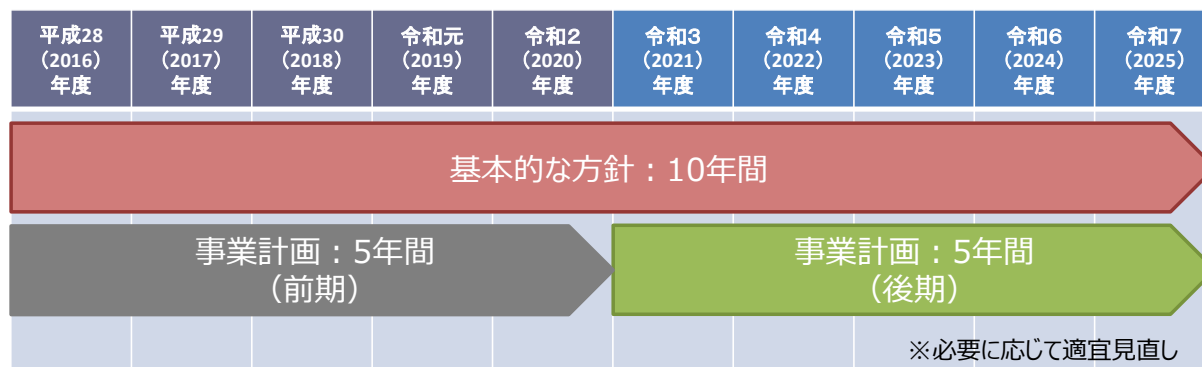 平成28
（2016）
年度
平成29
（2017）
年度
平成30
（2018）
年度
令和元
（2019）
年度
令和2
（2020）
年度
令和3
（2021）
年度
令和4
（2022）
年度
令和5
（2023）
年度
令和6
（2024）
年度
令和7
（2025）
年度
基本的な方針：10年間
事業計画：5年間
（前期）
事業計画：5年間
（後期）
※必要に応じて適宜見直し